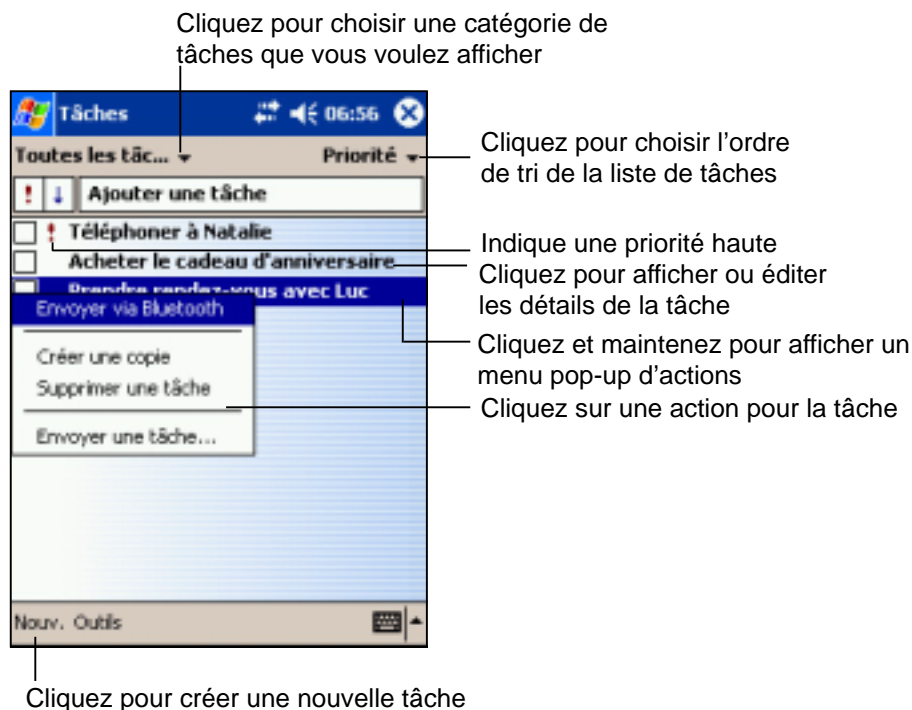 Cliquez pour choisir une catégorie de
tâches que vous voulez afficher
Tâches 06:56
Toutes les tâc... Priorité
Cliquez pour choisir l’ordre
de tri de la liste de tâches
! ↓ Ajouter une tâche
! Téléphoner à Natalie
Indique une priorité haute
Acheter le cadeau d'anniversaire
Cliquez pour afficher ou éditer
les détails de la tâche
Prendre rendez-vous avec Luc
Cliquez et maintenez pour afficher un
menu pop-up d’actions
Envoyer via Bluetooth
Créer une copie
Supprimer une tâche
Cliquez sur une action pour la tâche
Envoyer une tâche...
Nouv. Outils
Cliquez pour créer une nouvelle tâche